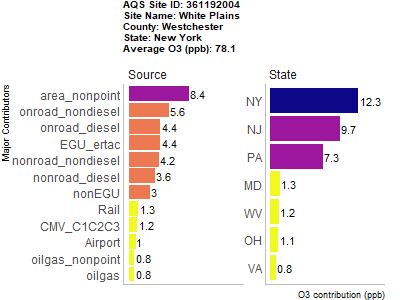 AQS Site ID: 361192004
Site Name: White Plains
County: Westchester
State: New York
Average O3 (ppb): 78.1
Major Contributors
Source
area_nonpoint 8.4
onroad_nondiesel 5.6
onroad_diesel 4.4
EGU_ertac 4.4
nonroad_nondiesel 4.2
nonroad_diesel 3.6
nonEGU 3
Rail 1.3
CMV_C1C2C3 1.2
Airport 1
oilgas_nonpoint 0.8
oilgas 0.8
State
NY 12.3
NJ 9.7
PA 7.3
MD 1.3
WV 1.2
OH 1.1
VA 0.8
O3 contribution (ppb)